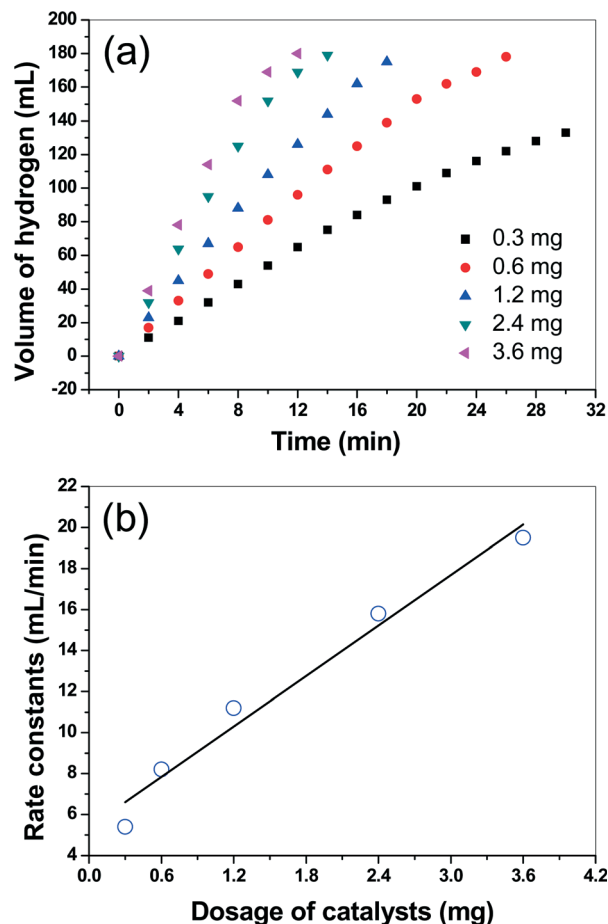 (a)
Volume of hydrogen (mL)
200
180
160
140
120
100
80
60
40
20
0
-20
0.3 mg
0.6 mg
1.2 mg
2.4 mg
3.6 mg
0 4 8 12 16 20 24 28 32
Time (min)
(b)
Rate constants (mL/min)
22
20
18
16
14
12
10
8
6
4
0.0 0.6 1.2 1.8 2.4 3.0 3.6 4.2
Dosage of catalysts (mg)